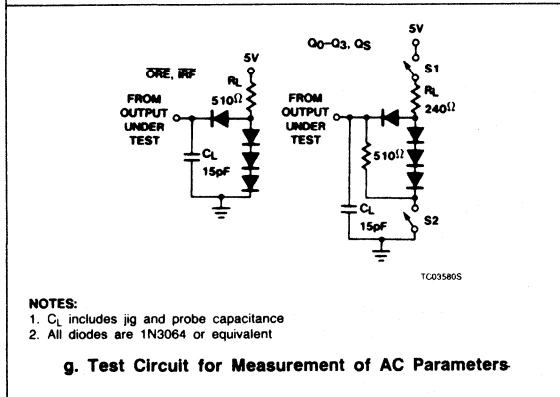 ORE, IRF
5V
RL
510Ω
FROM
OUTPUT
UNDER
TEST
CL
15pF
Q0–Q3, QS
5V
S1
RL
240Ω
FROM
OUTPUT
UNDER
TEST
510Ω
CL
15pF
S2
TC03580S
NOTES:
1. CL includes jig and probe capacitance
2. All diodes are 1N3064 or equivalent
g. Test Circuit for Measurement of AC Parameters